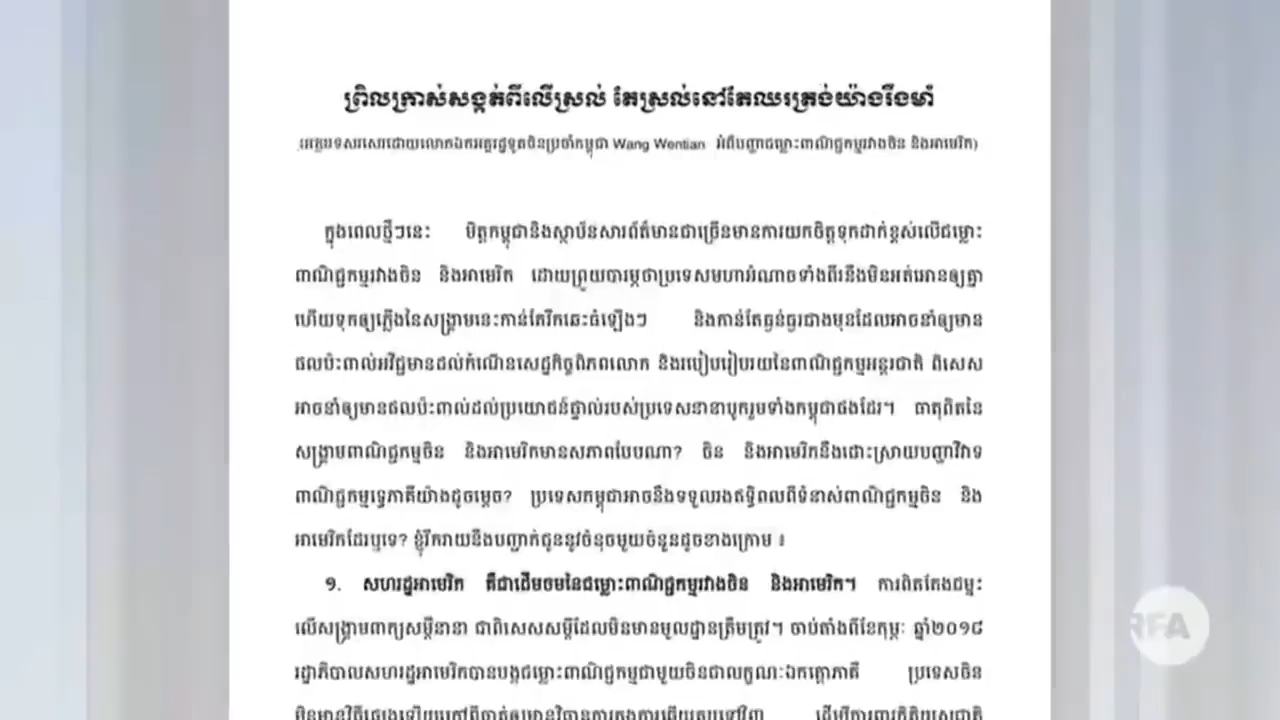 ព្រិលក្រាស់សង្កត់ពីលើស្រល់ តែស្រល់នៅតែឈរត្រង់យ៉ាងរឹងមាំ
(អត្ថបទសរសេរដោយលោកឯកអគ្គរដ្ឋទូតចិនប្រចាំកម្ពុជា Wang Wentian អំពីបញ្ហាជម្លោះពាណិជ្ជកម្មរវាងចិន និងអាមេរិក)
ក្នុងពេលថ្មីៗនេះ មិត្តកម្ពុជានិងស្ថាប័នសារព័ត៌មានជាច្រើនមានការយកចិត្តទុកដាក់ខ្ពស់លើជម្លោះ
ពាណិជ្ជកម្មរវាងចិន និងអាមេរិក ដោយព្រួយបារម្ភថាប្រទេសមហាអំណាចទាំងពីរនឹងមិនអត់អោនឲ្យគ្នា
ហើយទុកឲ្យភ្លើងនៃសង្គ្រាមនេះកាន់តែរីកឆេះធំឡើងៗ និងកាន់តែធ្ងន់ធ្ងរជាងមុនដែលអាចនាំឲ្យមាន
ផលប៉ះពាល់អវិជ្ជមានដល់កំណើនសេដ្ឋកិច្ចពិភពលោក និងរបៀបរៀបរយនៃពាណិជ្ជកម្មអន្តរជាតិ ពិសេស
អាចនាំឲ្យមានផលប៉ះពាល់ដល់ប្រយោជន៍ផ្ទាល់របស់ប្រទេសនានាបូករួមទាំងកម្ពុជាផងដែរ។ ធាតុពិតនៃ
សង្គ្រាមពាណិជ្ជកម្មចិន និងអាមេរិកមានសភាពបែបណា? ចិន និងអាមេរិកនឹងដោះស្រាយបញ្ហាវិវាទ
ពាណិជ្ជកម្មទ្វេភាគីយ៉ាងដូចម្តេច? ប្រទេសកម្ពុជាអាចនឹងទទួលរងឥទ្ធិពលពីទំនាស់ពាណិជ្ជកម្មចិន និង
អាមេរិកដែរឬទេ? ខ្ញុំរីករាយនឹងបញ្ជាក់ជូននូវចំនុចមួយចំនួនដូចខាងក្រោម ៖
១. សហរដ្ឋអាមេរិក គឺជាដើមចមនៃជម្លោះពាណិជ្ជកម្មរវាងចិន និងអាមេរិក។ ការពិតតែងជម្នះ
លើសង្គ្រាមពាក្យសម្តីនានា ជាពិសេសសម្តីដែលមិនមានមូលដ្ឋានត្រឹមត្រូវ។ ចាប់តាំងពីខែកុម្ភៈ ឆ្នាំ២០១៨
រដ្ឋាភិបាលសហរដ្ឋអាមេរិកបានបង្កជម្លោះពាណិជ្ជកម្មជាមួយចិនជាលក្ខណៈឯកត្តោភាគី ប្រទេសចិន
RFA